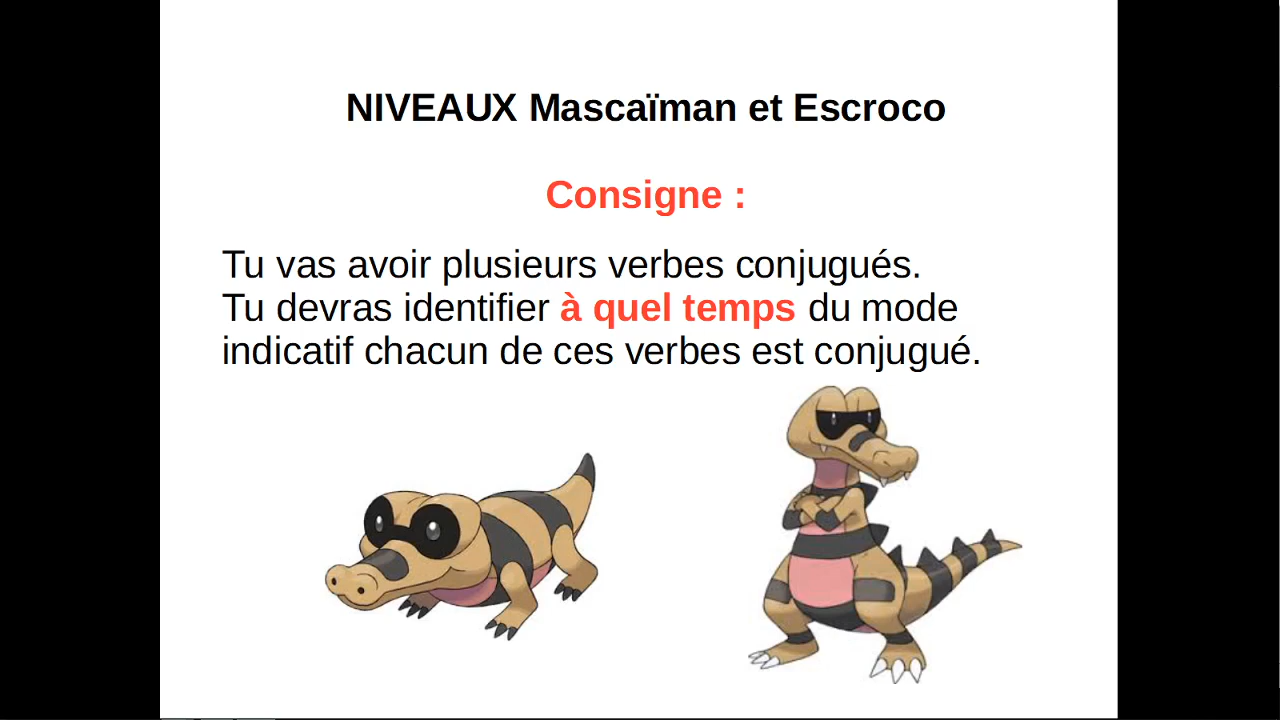 NIVEAUX Mascaïman et Escroco
Consigne :
Tu vas avoir plusieurs verbes conjugués.
Tu devras identifier à quel temps du mode
indicatif chacun de ces verbes est conjugué.